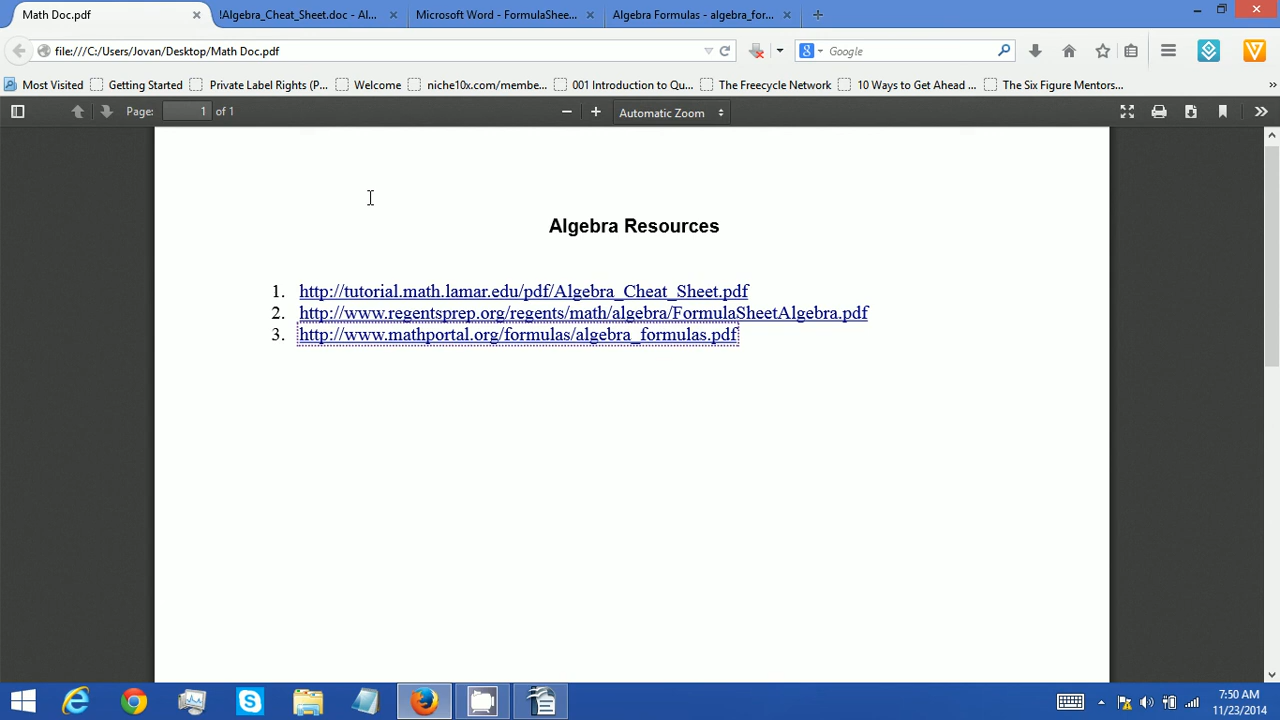 Math Doc.pdf
!Algebra_Cheat_Sheet.doc - Al...
Microsoft Word - FormulaShee...
Algebra Formulas - algebra_for...
file:///C:/Users/Jovan/Desktop/Math Doc.pdf
Google
Most Visited
Getting Started
Private Label Rights (P...
Welcome
niche10x.com/membe...
001 Introduction to Qu...
The Freecycle Network
10 Ways to Get Ahead ...
The Six Figure Mentors...
Page: 1 of 1
Automatic Zoom
Algebra Resources
1. http://tutorial.math.lamar.edu/pdf/Algebra_Cheat_Sheet.pdf
2. http://www.regentsprep.org/regents/math/algebra/FormulaSheetAlgebra.pdf
3. http://www.mathportal.org/formulas/algebra_formulas.pdf
7:50 AM
11/23/2014